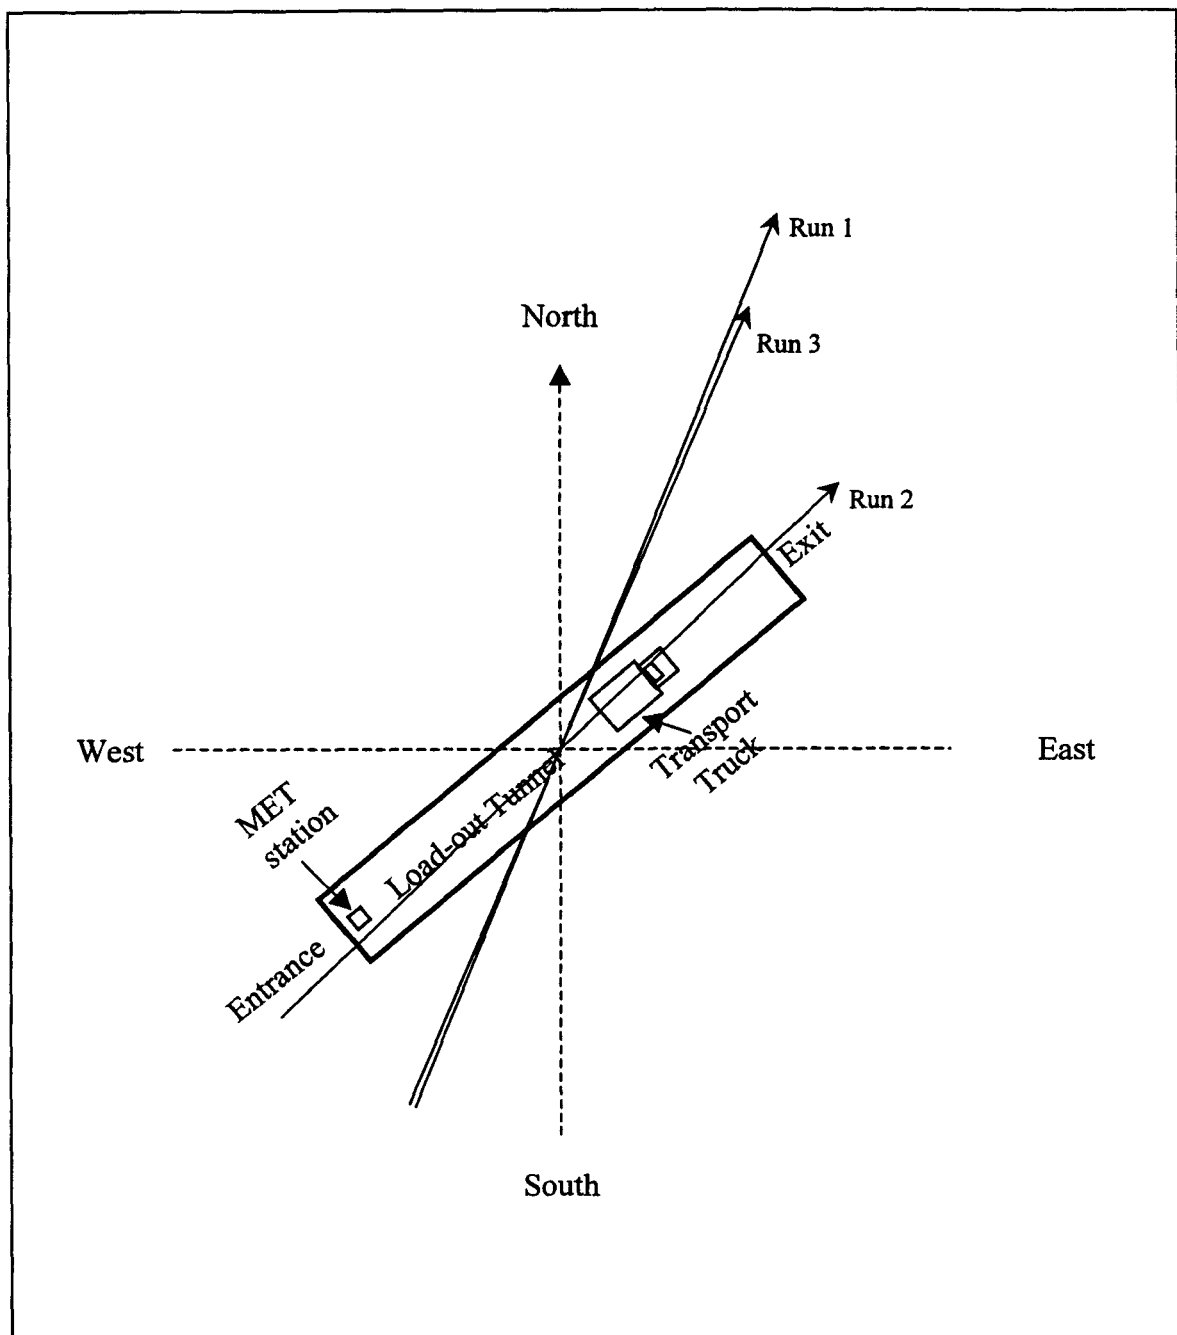 Run 1
North
Run 3
Run 2
Exit
West
East
Transport
Truck
MET
station
Load-out Tunnel
Entrance
South